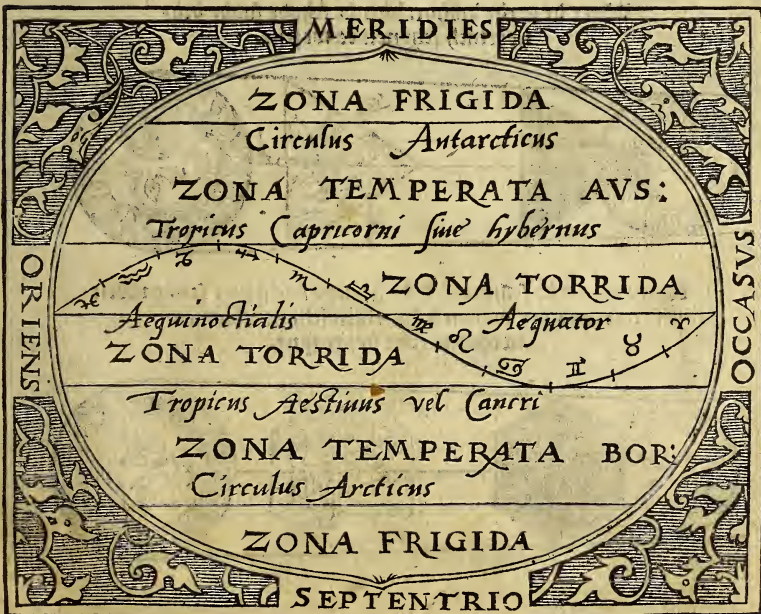 MERIDIES
ZONA FRIGIDA
Circulus Antarcticus
ZONA TEMPERATA AVS:
Tropicus Capricorni siue hybernus
♓ ♒ ♑ ♐ ♏ ♎ ZONA TORRIDA
Aequinoctialis ♍ ♌ Aequator ♉ ♈
ZONA TORRIDA ♋ ♊
Tropicus Aestiuus vel Cancri
ZONA TEMPERATA BOR:
Circulus Arcticus
ZONA FRIGIDA
SEPTENTRIO
ORIENS
OCCASVS